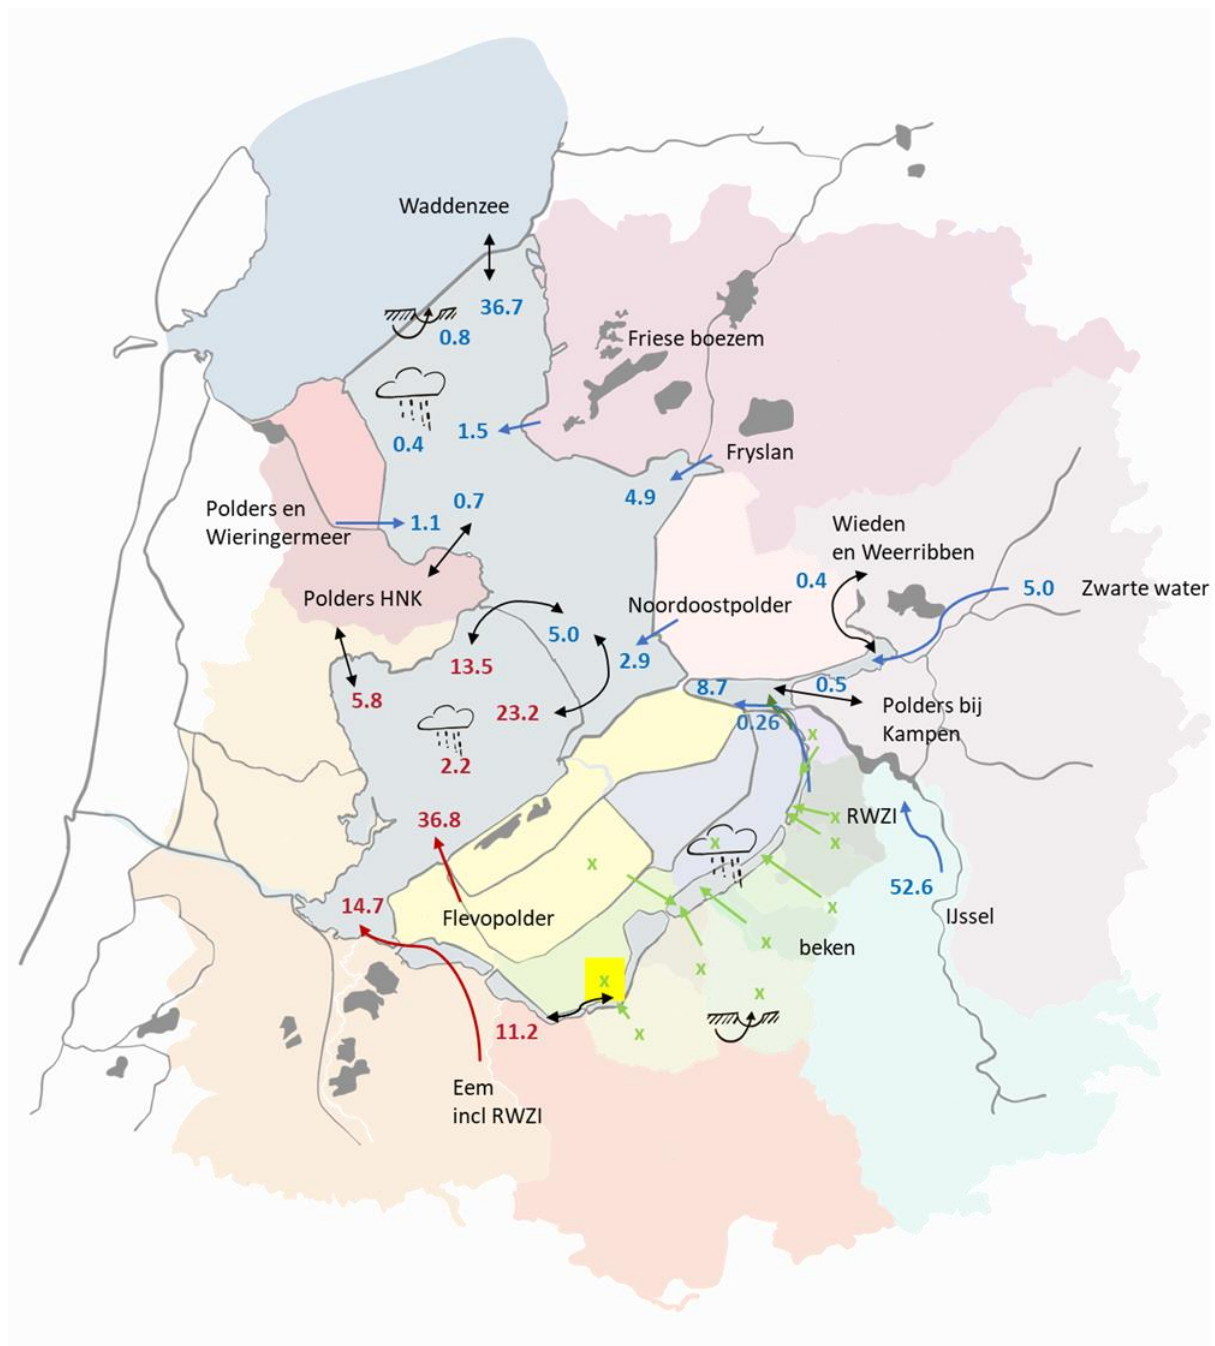 Waddenzee
36.7
0.8
Friese boezem
0.4
1.5
Fryslan
4.9
0.7
Polders en
Wieringermeer
1.1
Wieden
en Weerribben
0.4
5.0
Zwarte water
Polders HNK
Noordoostpolder
5.0
13.5
2.9
5.8
8.7
0.5
23.2
0.26
Polders bij
Kampen
x
2.2
36.8
x
RWZI
x
x
x
52.6
14.7
x
Flevopolder
IJssel
x
beken
x
x
x
11.2
x
Eem
incl RWZI